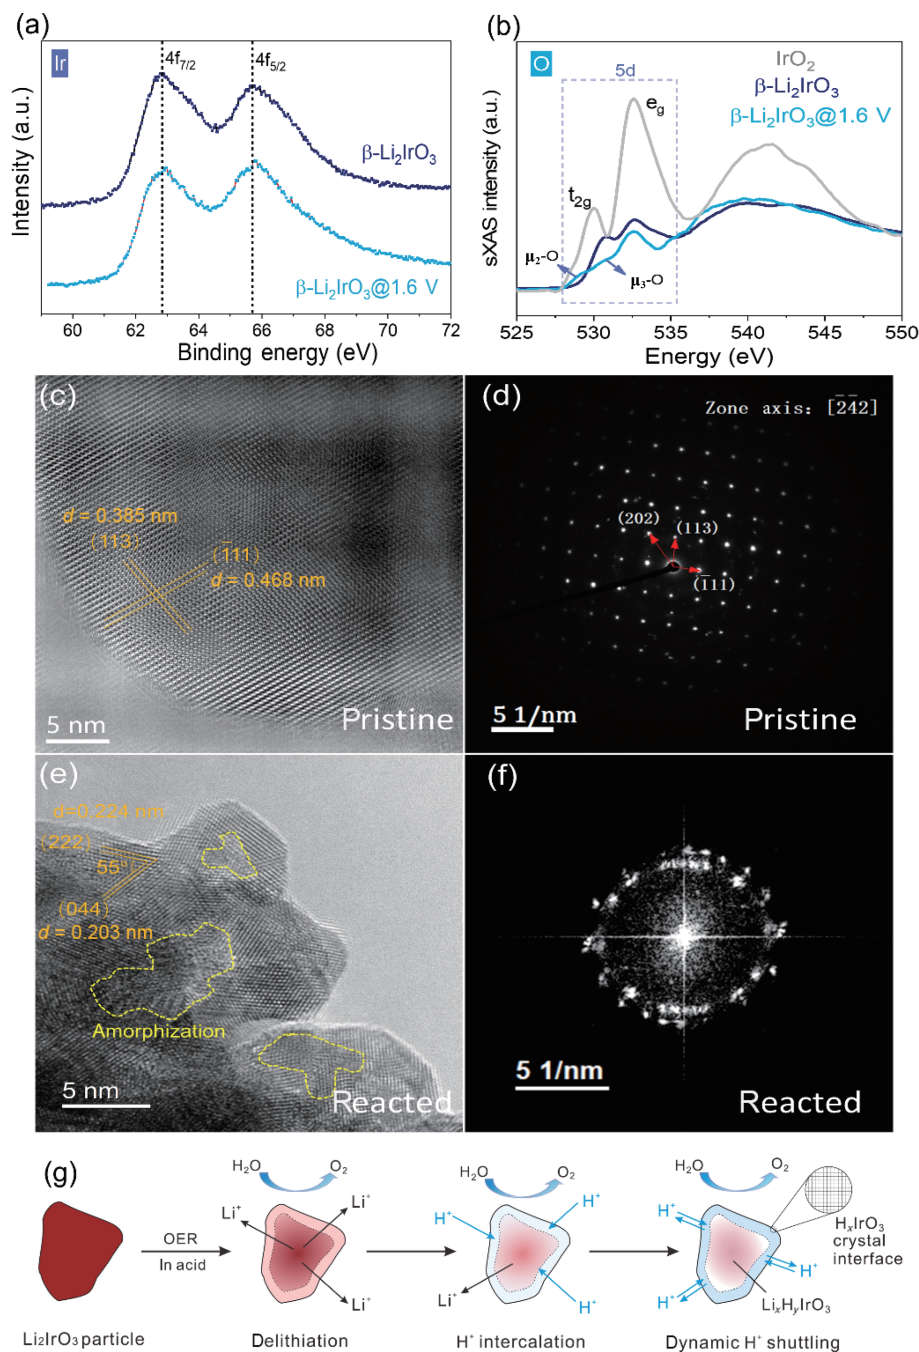 (a)
Ir
4f7/2
4f5/2
β-Li2IrO3
β-Li2IrO3@1.6 V
Intensity (a.u.)
60 62 64 66 68 70 72
Binding energy (eV)
(b)
O
5d
IrO2
β-Li2IrO3
β-Li2IrO3@1.6 V
eg
t2g
μ2-O
μ3-O
sXAS intensity (a.u.)
525 530 535 540 545 550
Energy (eV)
(c)
d = 0.385 nm
(113)
(1̄11)
d = 0.468 nm
5 nm
Pristine
(d)
Zone axis: [2̄4̄2]
(202)
(113)
(1̄11)
5 1/nm
Pristine
(e)
d=0.224 nm
(222)
55°
(044)
d = 0.203 nm
Amorphization
5 nm
Reacted
(f)
5 1/nm
Reacted
(g)
H2O O2
H2O O2
H2O O2
Li+ Li+ Li+
H+ H+ H+ Li+
H+ H+ H+
OER
In acid
HxIrO3
crystal
interface
LixHyIrO3
Li2IrO3 particle
Delithiation
H+ intercalation
Dynamic H+ shuttling